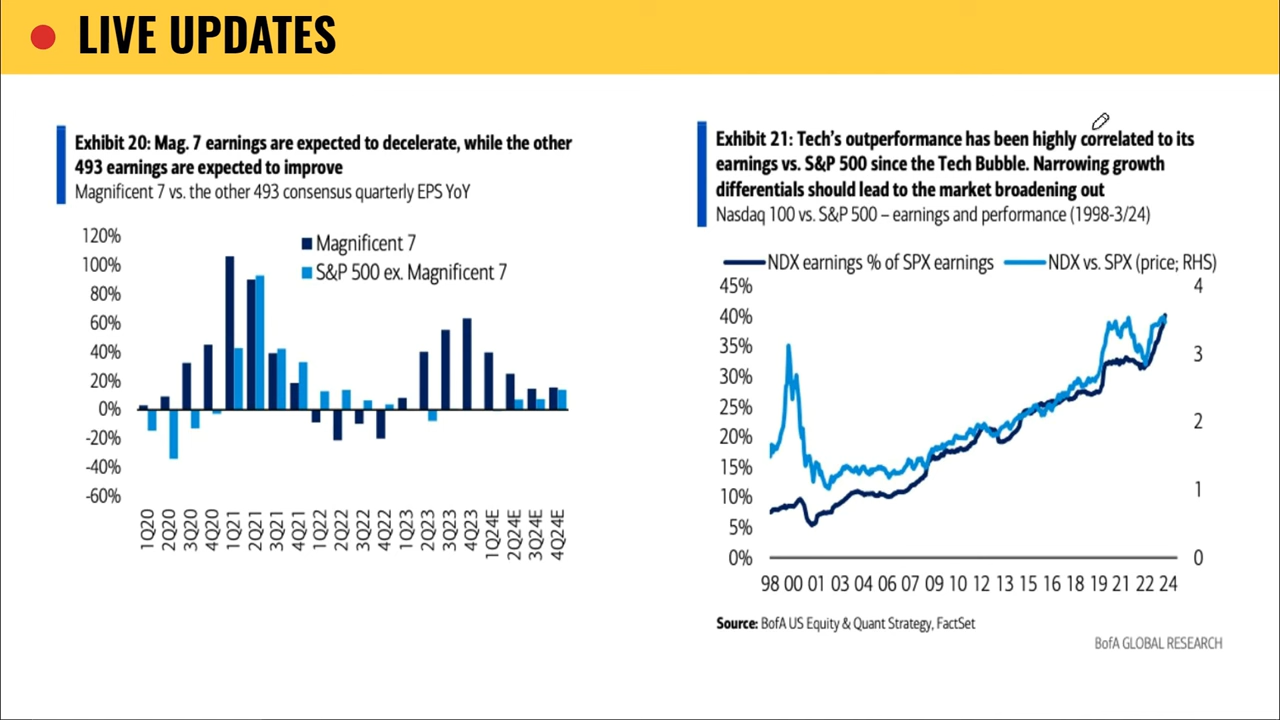 LIVE UPDATES
Exhibit 20: Mag. 7 earnings are expected to decelerate, while the other
493 earnings are expected to improve
Magnificent 7 vs. the other 493 consensus quarterly EPS YoY
Magnificent 7
S&P 500 ex. Magnificent 7
120%
100%
80%
60%
40%
20%
0%
-20%
-40%
-60%
1Q20 2Q20 3Q20 4Q20 1Q21 2Q21 3Q21 4Q21 1Q22 2Q22 3Q22 4Q22 1Q23 2Q23 3Q23 4Q23 1Q24E 2Q24E 3Q24E 4Q24E
Exhibit 21: Tech's outperformance has been highly correlated to its
earnings vs. S&P 500 since the Tech Bubble. Narrowing growth
differentials should lead to the market broadening out
Nasdaq 100 vs. S&P 500 – earnings and performance (1998-3/24)
NDX earnings % of SPX earnings NDX vs. SPX (price; RHS)
45% 4
40%
35% 3
30%
25%
20% 2
15%
10% 1
5%
0% 0
98 00 01 03 04 06 07 09 10 12 13 15 16 18 19 21 22 24
Source: BofA US Equity & Quant Strategy, FactSet
BofA GLOBAL RESEARCH